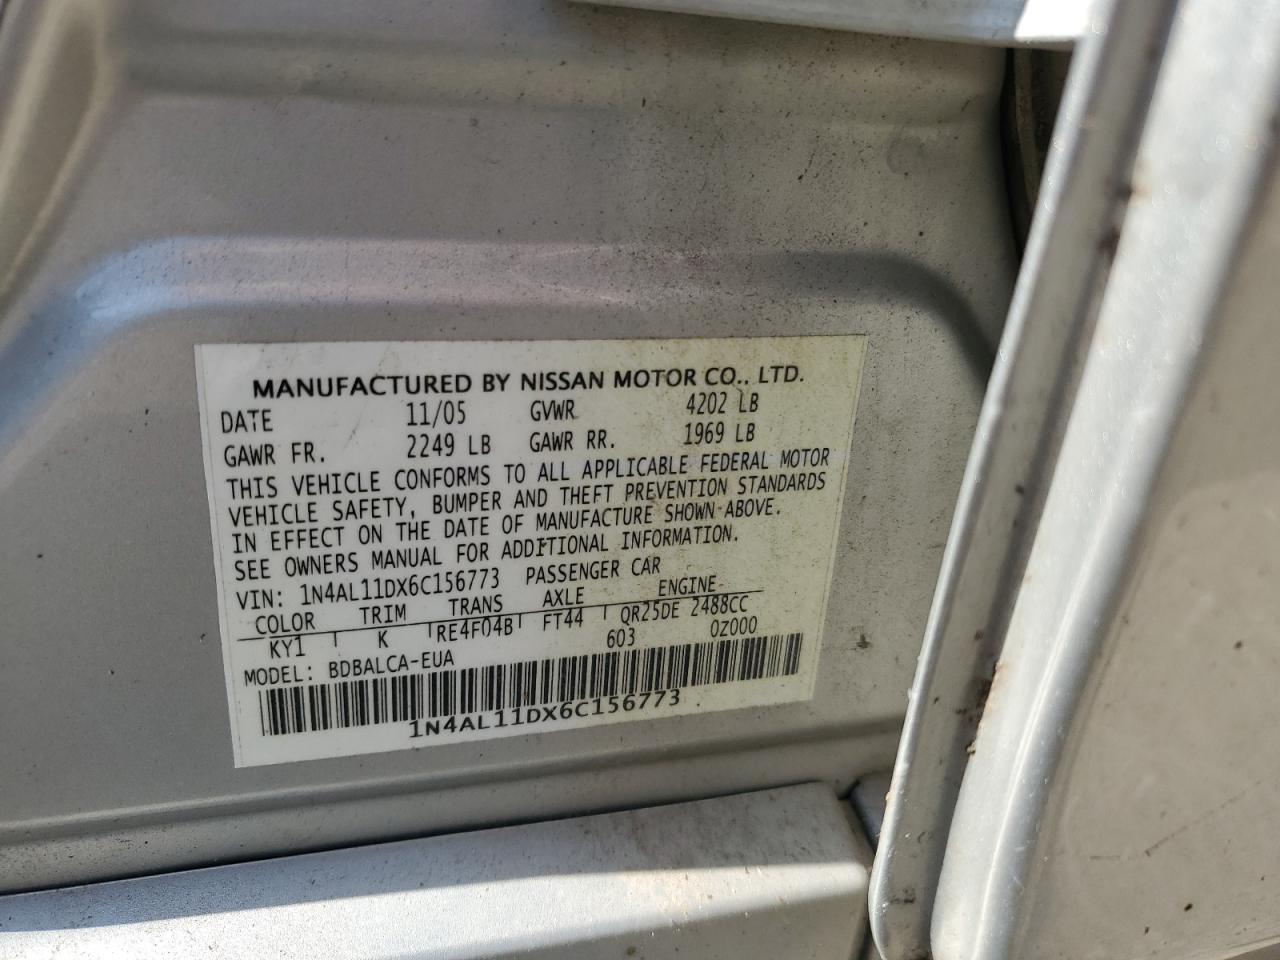 MANUFACTURED BY NISSAN MOTOR CO., LTD.
DATE 11/05 GVWR 4202 LB
GAWR FR. 2249 LB GAWR RR. 1969 LB
THIS VEHICLE CONFORMS TO ALL APPLICABLE FEDERAL MOTOR
VEHICLE SAFETY, BUMPER AND THEFT PREVENTION STANDARDS
IN EFFECT ON THE DATE OF MANUFACTURE SHOWN ABOVE.
SEE OWNERS MANUAL FOR ADDITIONAL INFORMATION.
VIN: 1N4AL11DX6C156773 PASSENGER CAR
COLOR TRIM TRANS AXLE ENGINE
KY1 K RE4F04B FT44 QR25DE 2488CC
MODEL: BDBALCA-EUA 603 0Z000
1N4AL11DX6C156773